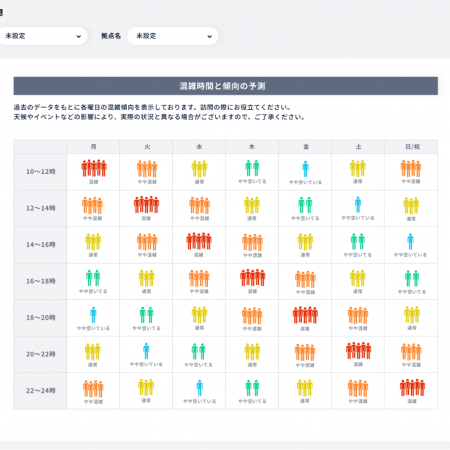 未設定 拠点名 未設定
混雑時間と傾向の予測
過去のデータをもとに各曜日の混雑傾向を表示しております。訪問の際にお役立てください。
天候やイベントなどの影響により、実際の状況と異なる場合がございますので、ご了承ください。
月 火 水 木 金 土 日/祝
10〜12時 混雑 やや混雑 通常 やや空いてる やや空いている 通常 やや混雑
12〜14時 やや混雑 混雑 やや混雑 通常 やや空いてる やや空いている 通常
14〜16時 通常 やや混雑 混雑 やや混雑 通常 やや空いてる やや空いている
16〜18時 やや空いてる 通常 やや混雑 混雑 やや混雑 通常 やや空いてる
18〜20時 やや空いている やや空いてる 通常 やや混雑 混雑 やや混雑 通常
20〜22時 通常 やや空いている やや空いてる 通常 やや混雑 混雑 やや混雑
22〜24時 やや混雑 通常 やや空いている やや空いてる 通常 やや混雑 混雑